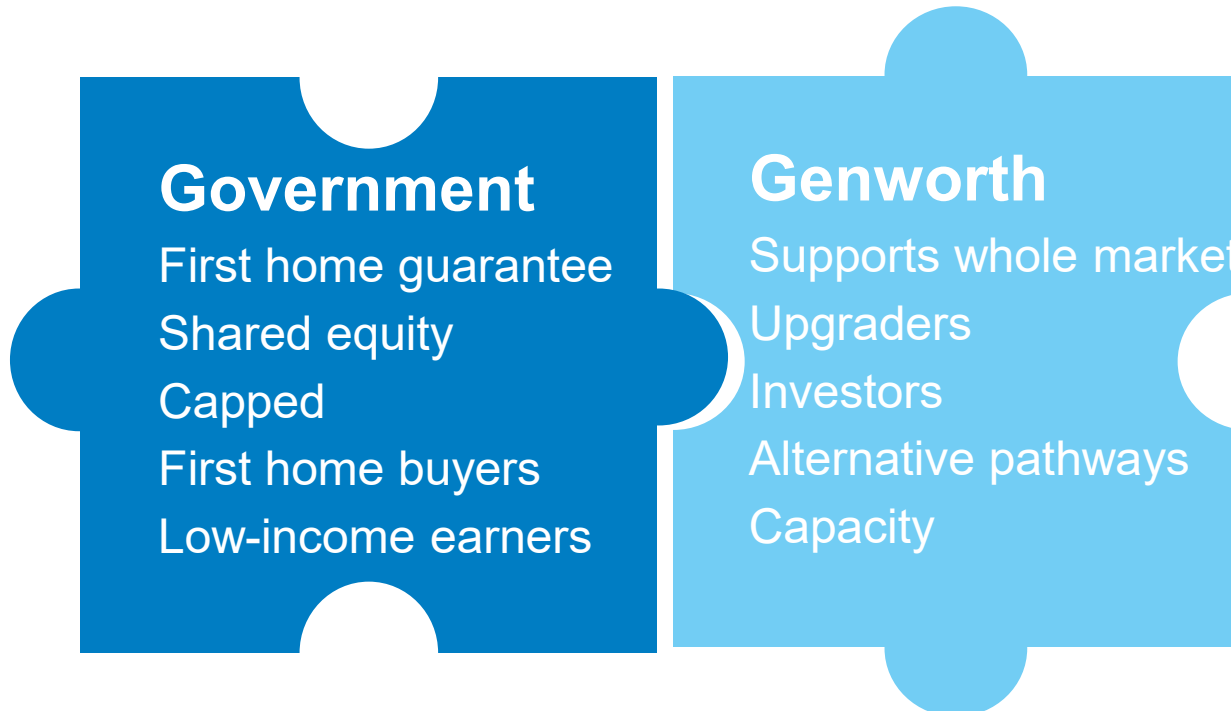 Government
First home guarantee
Shared equity
Capped
First home buyers
Low-income earners
Genworth
Supports whole market
Upgraders
Investors
Alternative pathways
Capacity